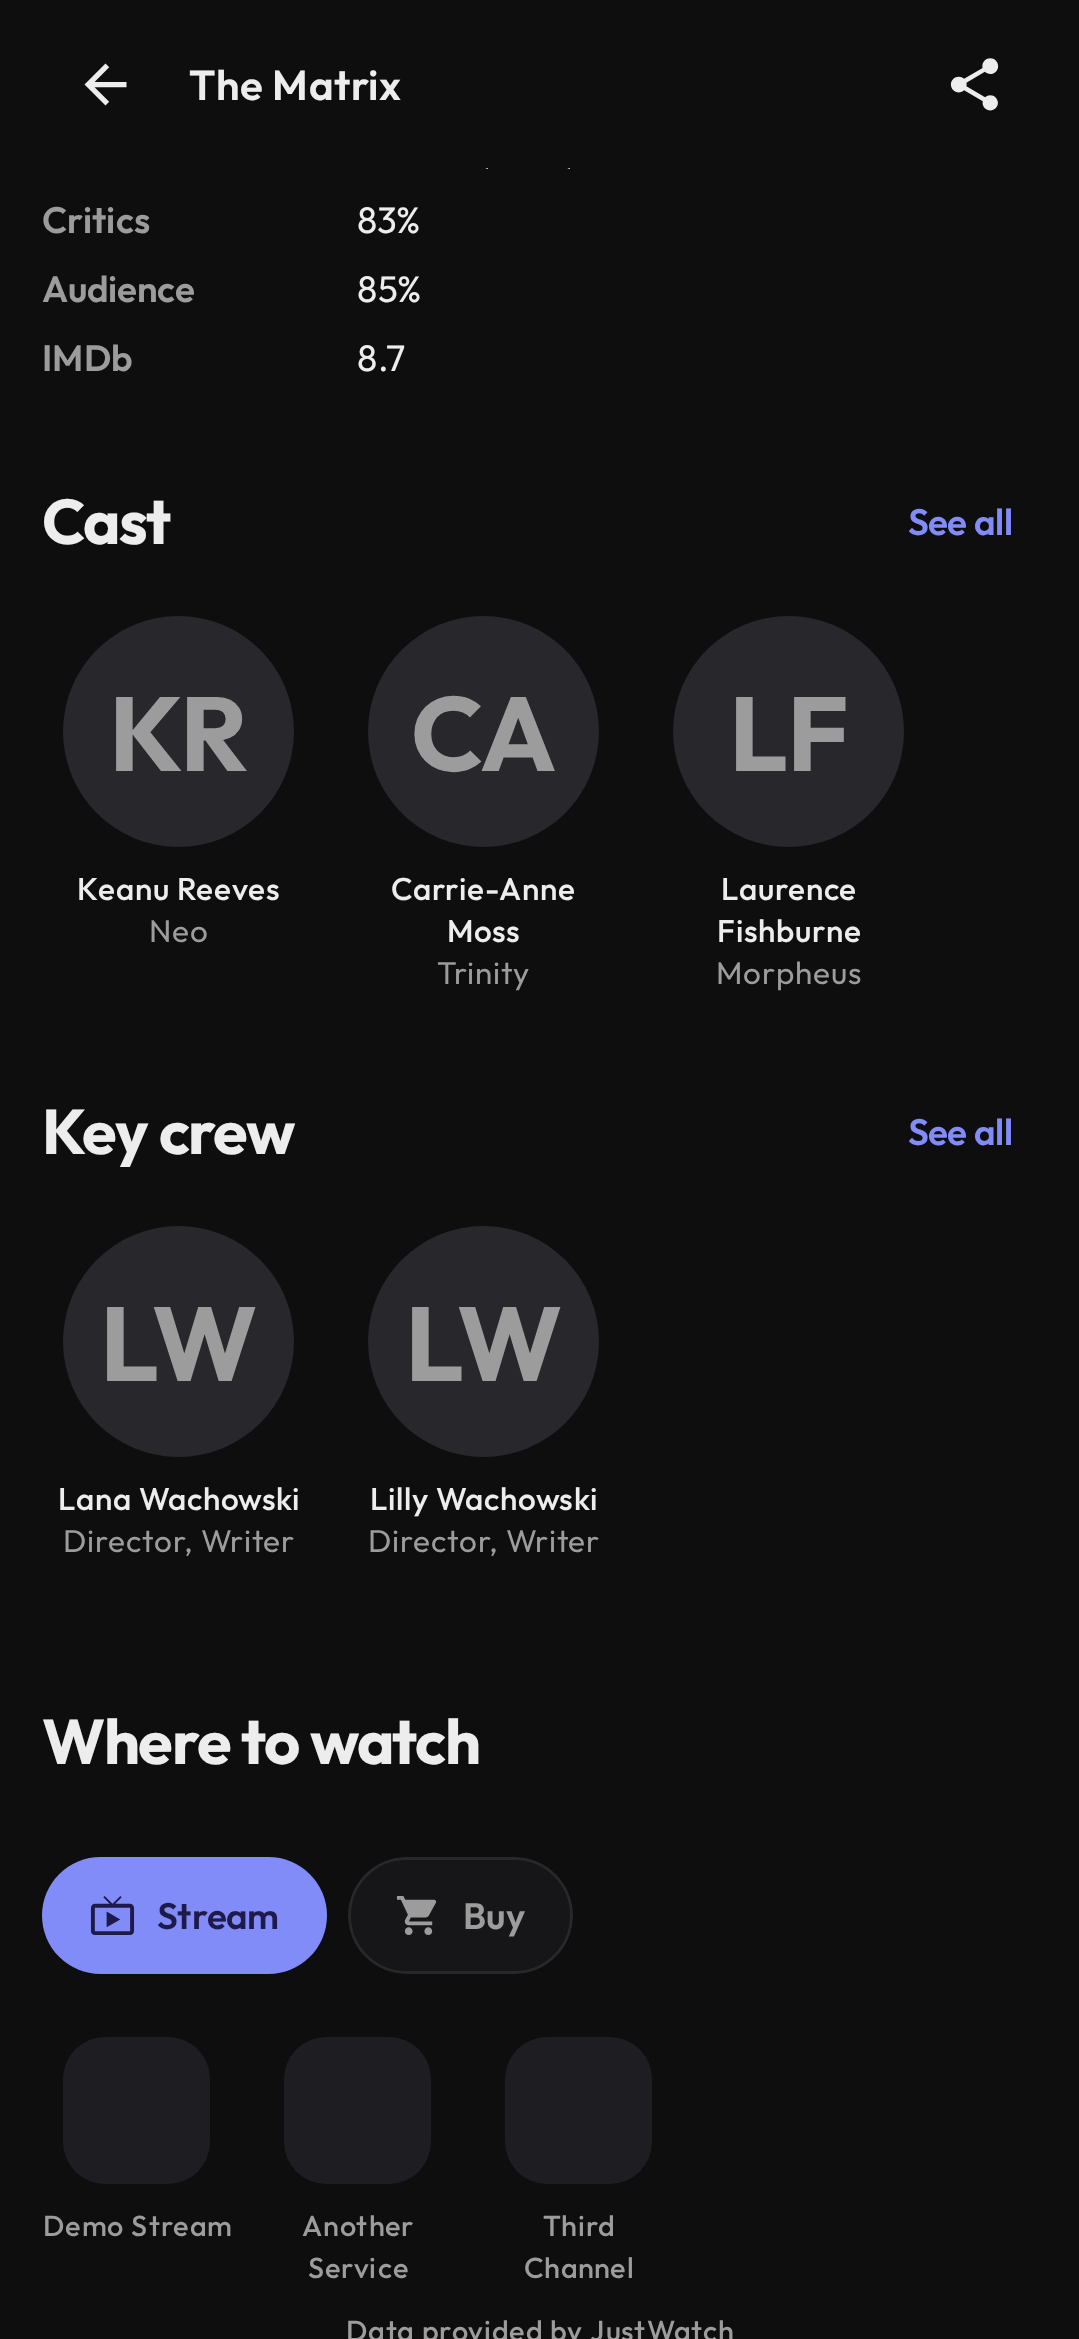 The Matrix
Critics 83%
Audience 85%
IMDb 8.7
Cast See all
KR CA LF
Keanu Reeves
Neo
Carrie-Anne
Moss
Trinity
Laurence
Fishburne
Morpheus
Key crew See all
LW LW
Lana Wachowski
Director, Writer
Lilly Wachowski
Director, Writer
Where to watch
Stream Buy
Demo Stream
Another
Service
Third
Channel
Data provided by JustWatch